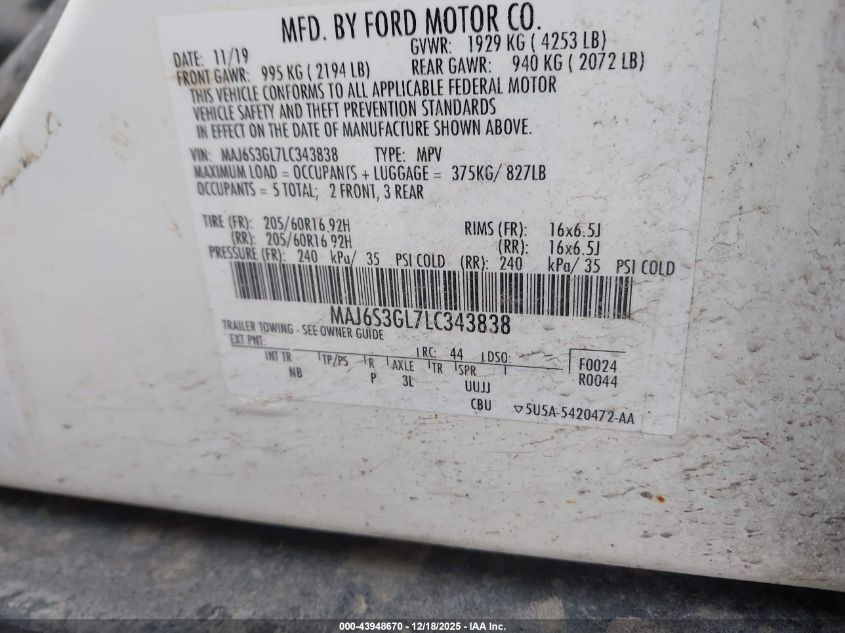 MFD. BY FORD MOTOR CO.
DATE: 11/19 GVWR: 1929 KG ( 4253 LB)
FRONT GAWR: 995 KG ( 2194 LB) REAR GAWR: 940 KG ( 2072 LB)
THIS VEHICLE CONFORMS TO ALL APPLICABLE FEDERAL MOTOR
VEHICLE SAFETY AND THEFT PREVENTION STANDARDS
IN EFFECT ON THE DATE OF MANUFACTURE SHOWN ABOVE.
VIN: MAJ6S3GL7LC343838 TYPE: MPV
MAXIMUM LOAD = OCCUPANTS + LUGGAGE = 375KG/ 827LB
OCCUPANTS = 5 TOTAL; 2 FRONT, 3 REAR
TIRE (FR): 205/60R16 92H RIMS (FR): 16x6.5J
(RR): 205/60R16 92H (RR): 16x6.5J
PRESSURE (FR): 240 kPa/ 35 PSI COLD (RR): 240 kPa/ 35 PSI COLD
MAJ6S3GL7LC343838
TRAILER TOWING - SEE OWNER GUIDE
EXT PNT: RC: 44 DSO:
INT TR TP/PS R AXLE TR SPR F0024
NB P 3L UUJJ R0044
CBU ▽5U5A-5420472-AA
000-43948670 - 12/18/2025 - IAA Inc.